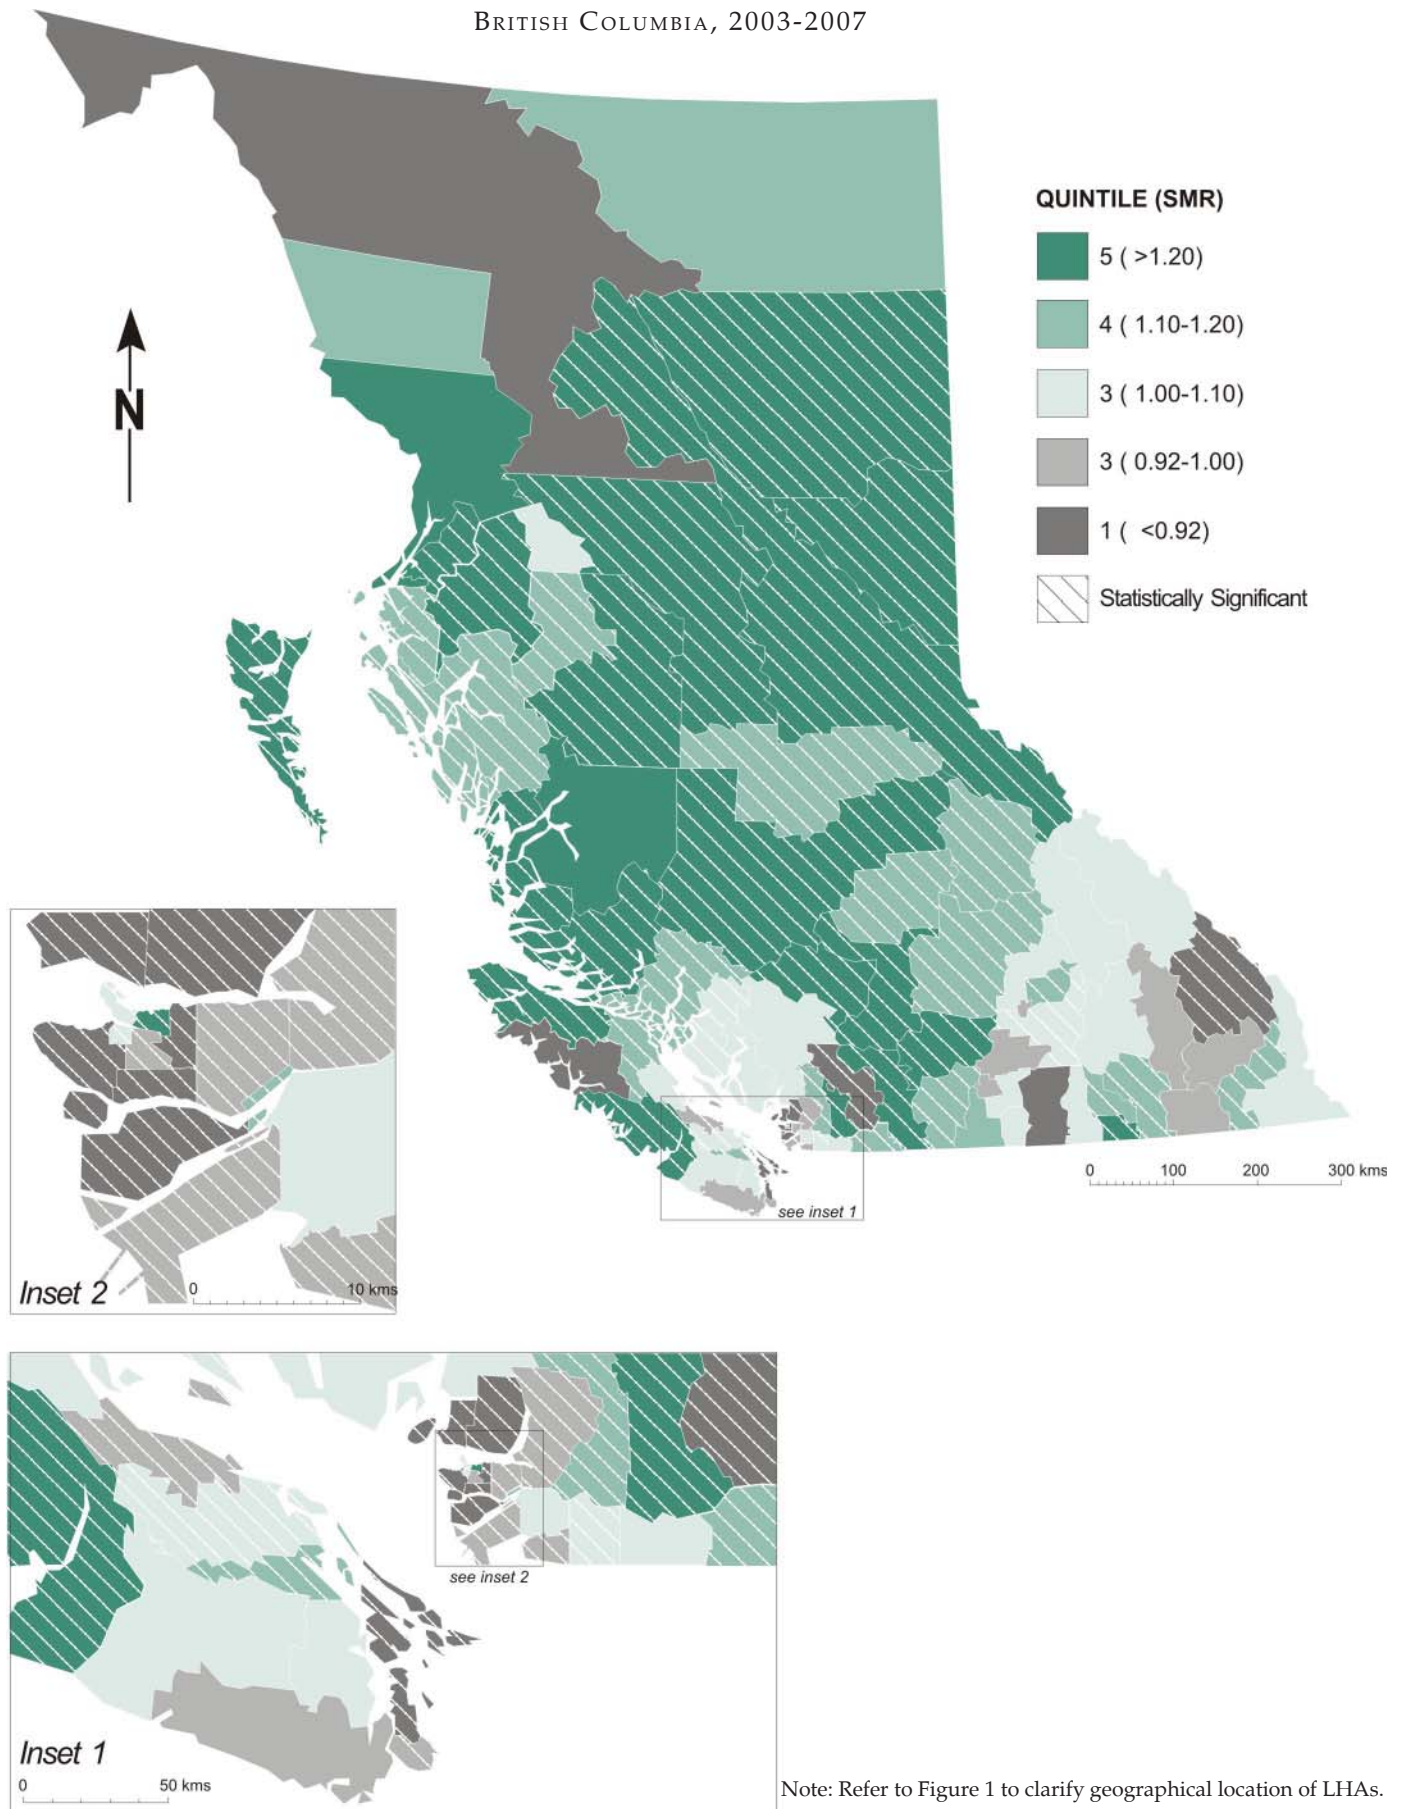 BRITISH COLUMBIA, 2003-2007
QUINTILE (SMR)
5 ( >1.20)
4 ( 1.10-1.20)
3 ( 1.00-1.10)
3 ( 0.92-1.00)
1 ( <0.92)
Statistically Significant
N
0 100 200 300 kms
see inset 1
Inset 2
0 10 kms
see inset 2
Inset 1
0 50 kms
Note: Refer to Figure 1 to clarify geographical location of LHAs.